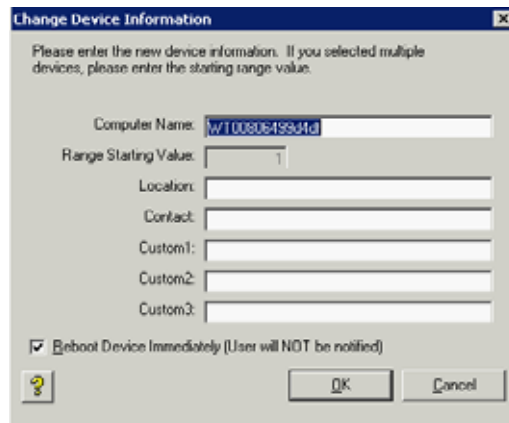 Change Device Information
Please enter the new device information. If you selected multiple
devices, please enter the starting range value.
Computer Name: WT00806499d4df
Range Starting Value: 1
Location:
Contact:
Custom1:
Custom2:
Custom3:
Reboot Device Immediately (User will NOT be notified)
OK Cancel